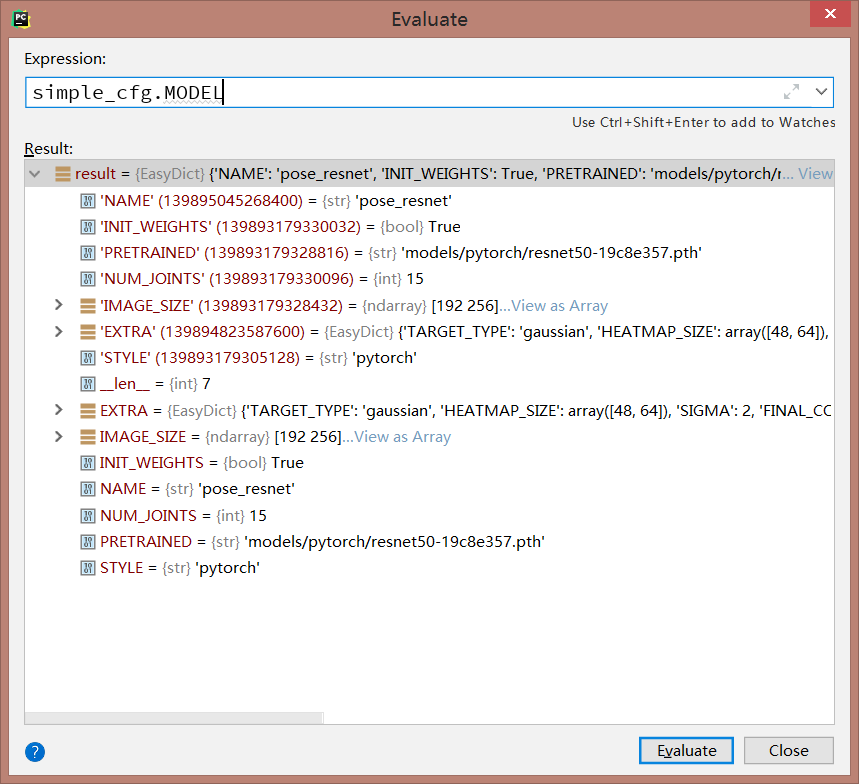 PC
Evaluate
Expression:
simple_cfg.MODEL
Use Ctrl+Shift+Enter to add to Watches
Result:
result = {EasyDict} {'NAME': 'pose_resnet', 'INIT_WEIGHTS': True, 'PRETRAINED': 'models/pytorch/r... View
'NAME' (139895045268400) = {str} 'pose_resnet'
'INIT_WEIGHTS' (139893179330032) = {bool} True
'PRETRAINED' (139893179328816) = {str} 'models/pytorch/resnet50-19c8e357.pth'
'NUM_JOINTS' (139893179330096) = {int} 15
'IMAGE_SIZE' (139893179328432) = {ndarray} [192 256]...View as Array
'EXTRA' (139894823587600) = {EasyDict} {'TARGET_TYPE': 'gaussian', 'HEATMAP_SIZE': array([48, 64]),
'STYLE' (139893179305128) = {str} 'pytorch'
__len__ = {int} 7
EXTRA = {EasyDict} {'TARGET_TYPE': 'gaussian', 'HEATMAP_SIZE': array([48, 64]), 'SIGMA': 2, 'FINAL_CO
IMAGE_SIZE = {ndarray} [192 256]...View as Array
INIT_WEIGHTS = {bool} True
NAME = {str} 'pose_resnet'
NUM_JOINTS = {int} 15
PRETRAINED = {str} 'models/pytorch/resnet50-19c8e357.pth'
STYLE = {str} 'pytorch'
?
Evaluate
Close